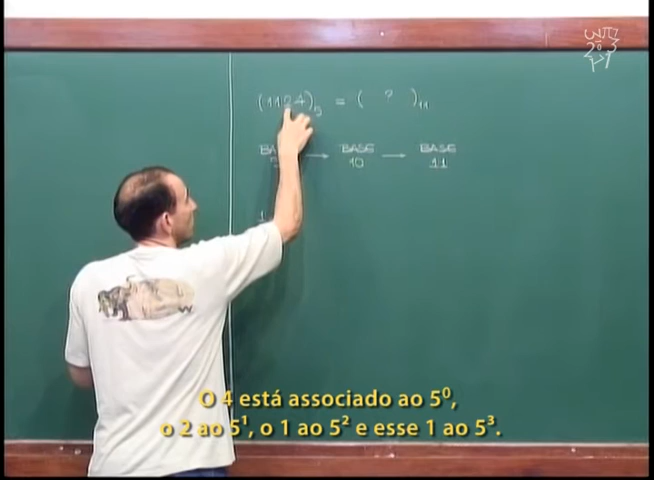 (1124)₅ = ( ? )₁₁
BASE → BASE → BASE
10 11
1
O 4 está associado ao 5⁰,
o 2 ao 5¹, o 1 ao 5² e esse 1 ao 5³.